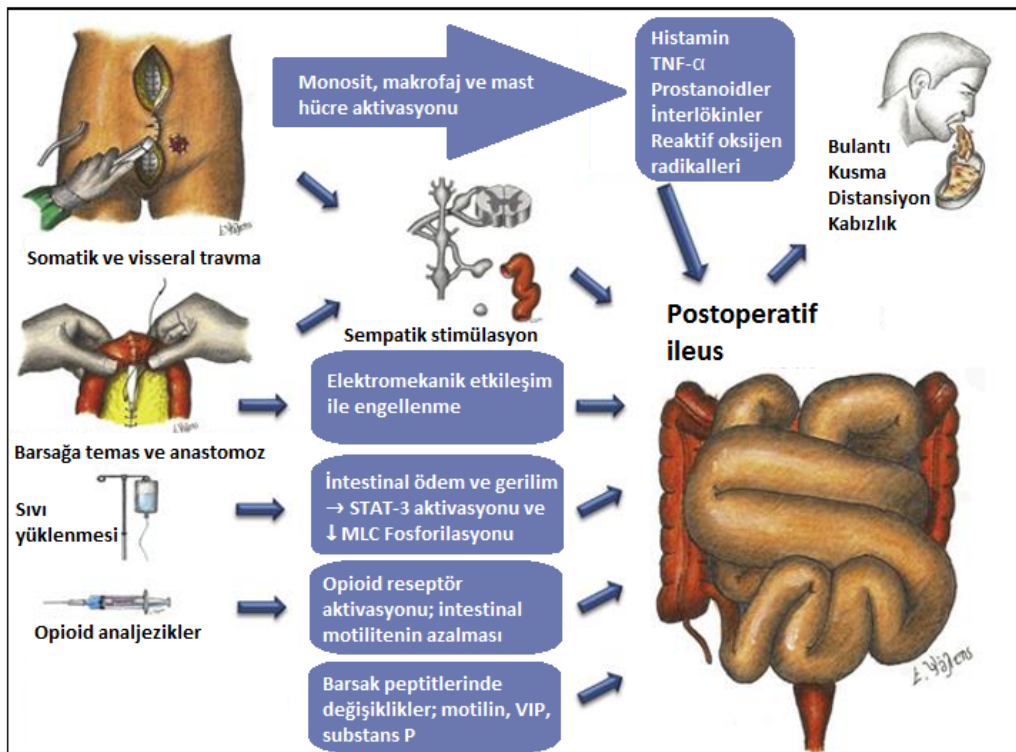 Monosit, makrofaj ve mast
hücre aktivasyonu
Histamin
TNF-α
Prostanoidler
İnterlökinler
Reaktif oksijen
radikalleri
Bulantı
Kusma
Distansiyon
Kabızlık
Somatik ve visseral travma
Sempatik stimülasyon
Postoperatif
ileus
Barsağa temas ve anastomoz
Elektromekanik etkileşim
ile engellenme
Sıvı
yüklenmesi
İntestinal ödem ve gerilim
→ STAT-3 aktivasyonu ve
↓ MLC Fosforilasyonu
Opioid analjezikler
Opioid reseptör
aktivasyonu; intestinal
motilitenin azalması
Barsak peptitlerinde
değişiklikler; motilin, VIP,
substans P